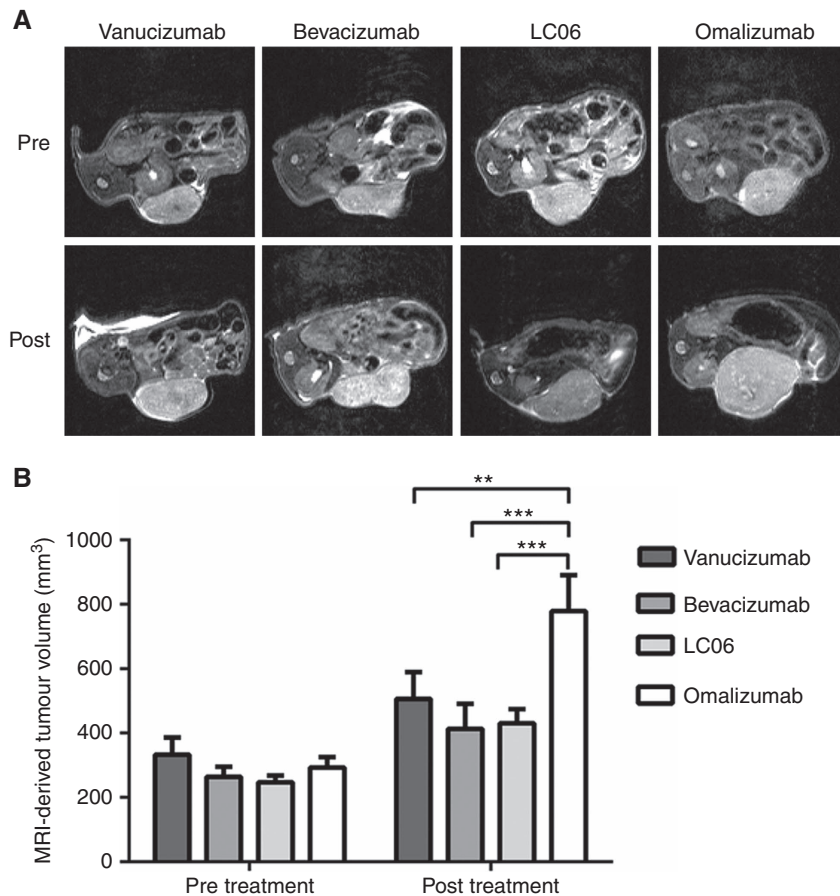 A
Vanucizumab Bevacizumab LC06 Omalizumab
Pre
Post
B
** 
***
***
MRI-derived tumour volume (mm³)
1000
800
600
400
200
0
Pre treatment Post treatment
Vanucizumab
Bevacizumab
LC06
Omalizumab